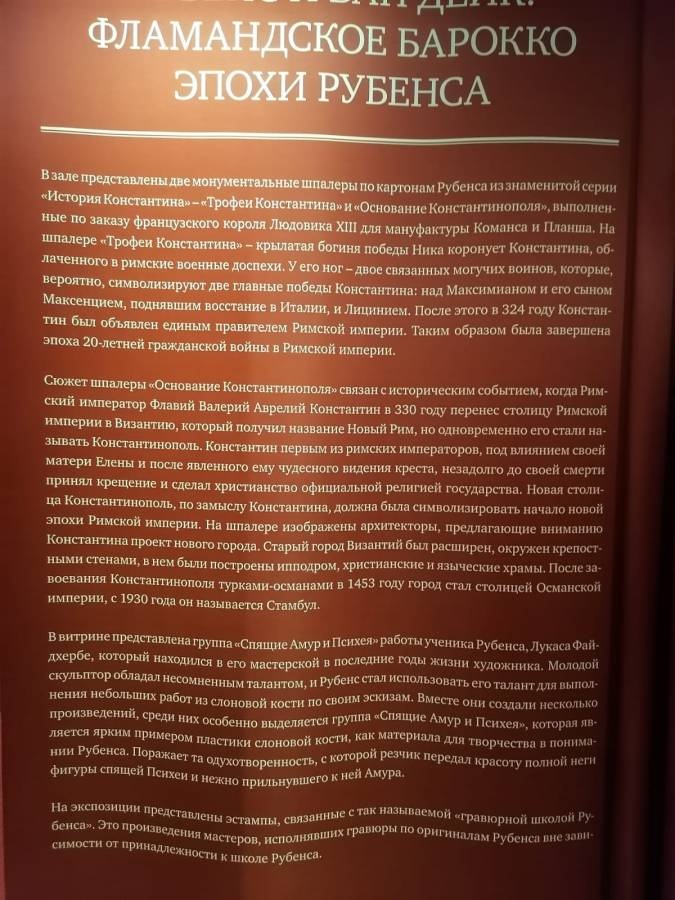 ВАН ДЕЙК.
ФЛАМАНДСКОЕ БАРОККО
ЭПОХИ РУБЕНСА
В зале представлены две монументальные шпалеры по картонам Рубенса из знаменитой серии
«История Константина» – «Трофеи Константина» и «Основание Константинополя», выполнен-
ные по заказу французского короля Людовика XIII для мануфактуры Команса и Планша. На
шпалере «Трофеи Константина» – крылатая богиня победы Ника коронует Константина, об-
лаченного в римские военные доспехи. У его ног – двое связанных могучих воинов, которые,
вероятно, символизируют две главные победы Константина: над Максимианом и его сыном
Максенцием, поднявшим восстание в Италии, и Лицинием. После этого в 324 году Констан-
тин был объявлен единым правителем Римской империи. Таким образом была завершена
эпоха 20-летней гражданской войны в Римской империи.
Сюжет шпалеры «Основание Константинополя» связан с историческим событием, когда Рим-
ский император Флавий Валерий Аврелий Константин в 330 году перенес столицу Римской
империи в Византию, который получил название Новый Рим, но одновременно его стали на-
зывать Константинополь. Константин первым из римских императоров, под влиянием своей
матери Елены и после явленного ему чудесного видения креста, незадолго до своей смерти
принял крещение и сделал христианство официальной религией государства. Новая столи-
ца Константинополь, по замыслу Константина, должна была символизировать начало новой
эпохи Римской империи. На шпалере изображены архитекторы, предлагающие вниманию
Константина проект нового города. Старый город Византий был расширен, окружен крепост-
ными стенами, в нем были построены ипподром, христианские и языческие храмы. После за-
воевания Константинополя турками-османами в 1453 году город стал столицей Османской
империи, с 1930 года он называется Стамбул.
В витрине представлена группа «Спящие Амур и Психея» работы ученика Рубенса, Лукаса Фай-
дхербе, который находился в его мастерской в последние годы жизни художника. Молодой
скульптор обладал несомненным талантом, и Рубенс стал использовать его талант для выпол-
нения небольших работ из слоновой кости по своим эскизам. Вместе они создали несколько
произведений, среди них особенно выделяется группа «Спящие Амур и Психея», которая яв-
ляется ярким примером пластики слоновой кости, как материала для творчества в понима-
нии Рубенса. Поражает та одухотворенность, с которой резчик передал красоту полной неги
фигуры спящей Психеи и нежно прильнувшего к ней Амура.
На экспозиции представлены эстампы, связанные с так называемой «гравюрной школой Ру-
бенса». Это произведения мастеров, исполнявших гравюры по оригиналам Рубенса вне зави-
симости от принадлежности к школе Рубенса.